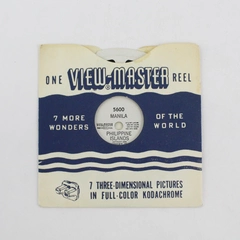 ONE VIEW-MASTER REEL
7 MORE WONDERS OF THE WORLD
5600
MANILA
PHILIPPINE
ISLANDS
7 THREE-DIMENSIONAL PICTURES
IN FULL-COLOR KODACHROME